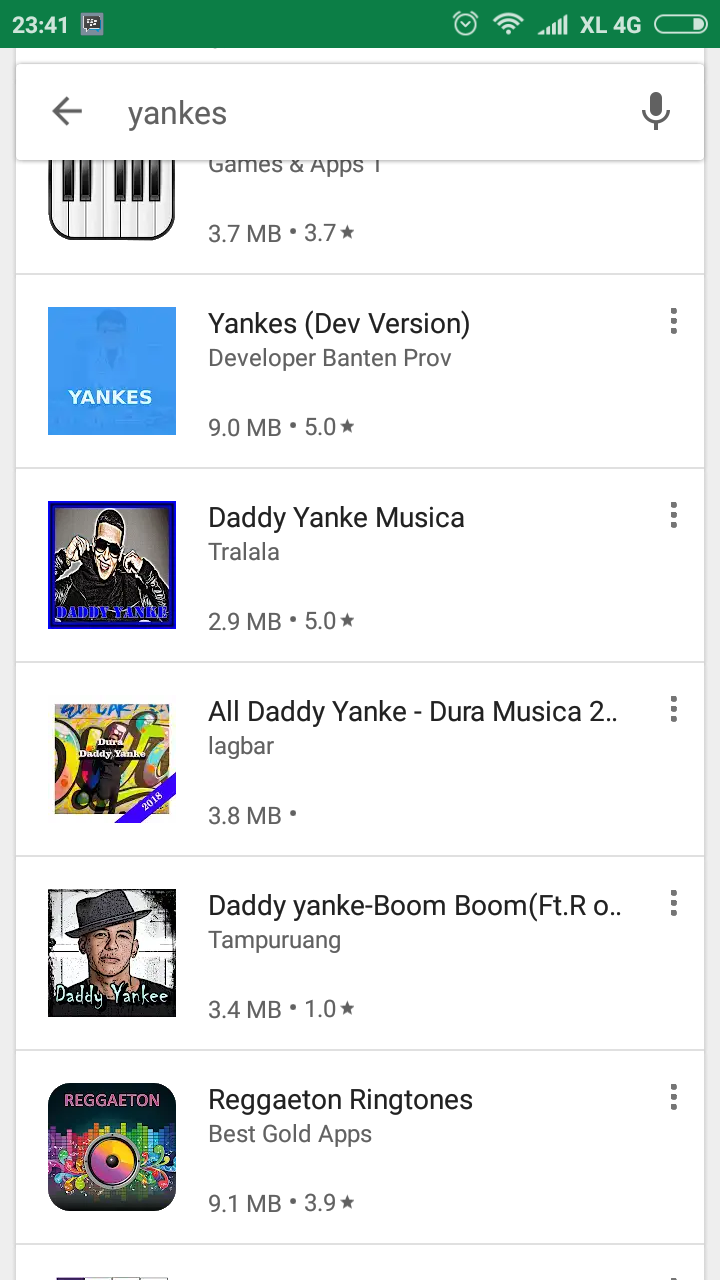 23:41 XL 4G
yankes
Games & Apps
3.7 MB • 3.7★
Yankes (Dev Version)
Developer Banten Prov
YANKES
9.0 MB • 5.0★
Daddy Yanke Musica
Tralala
DADDY YANKE
2.9 MB • 5.0★
All Daddy Yanke - Dura Musica 2..
lagbar
Dura
Daddy Yanke
2018
3.8 MB •
Daddy yanke-Boom Boom(Ft.R o..
Tampuruang
Daddy Yankee
3.4 MB • 1.0★
REGGAETON
Reggaeton Ringtones
Best Gold Apps
9.1 MB • 3.9★